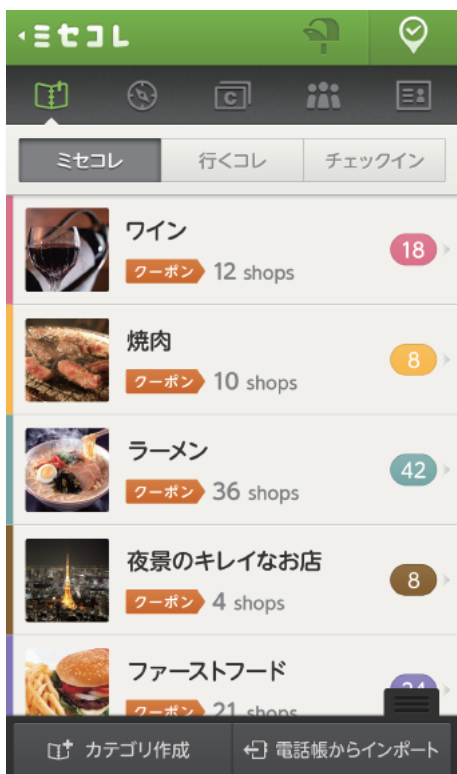 ミセコレ
C
ミセコレ 行くコレ チェックイン
ワイン
18
クーポン 12 shops
焼肉
8
クーポン 10 shops
ラーメン
42
クーポン 36 shops
夜景のキレイなお店
8
クーポン 4 shops
ファーストフード
クーポン 21 shops
カテゴリ作成 電話帳からインポート